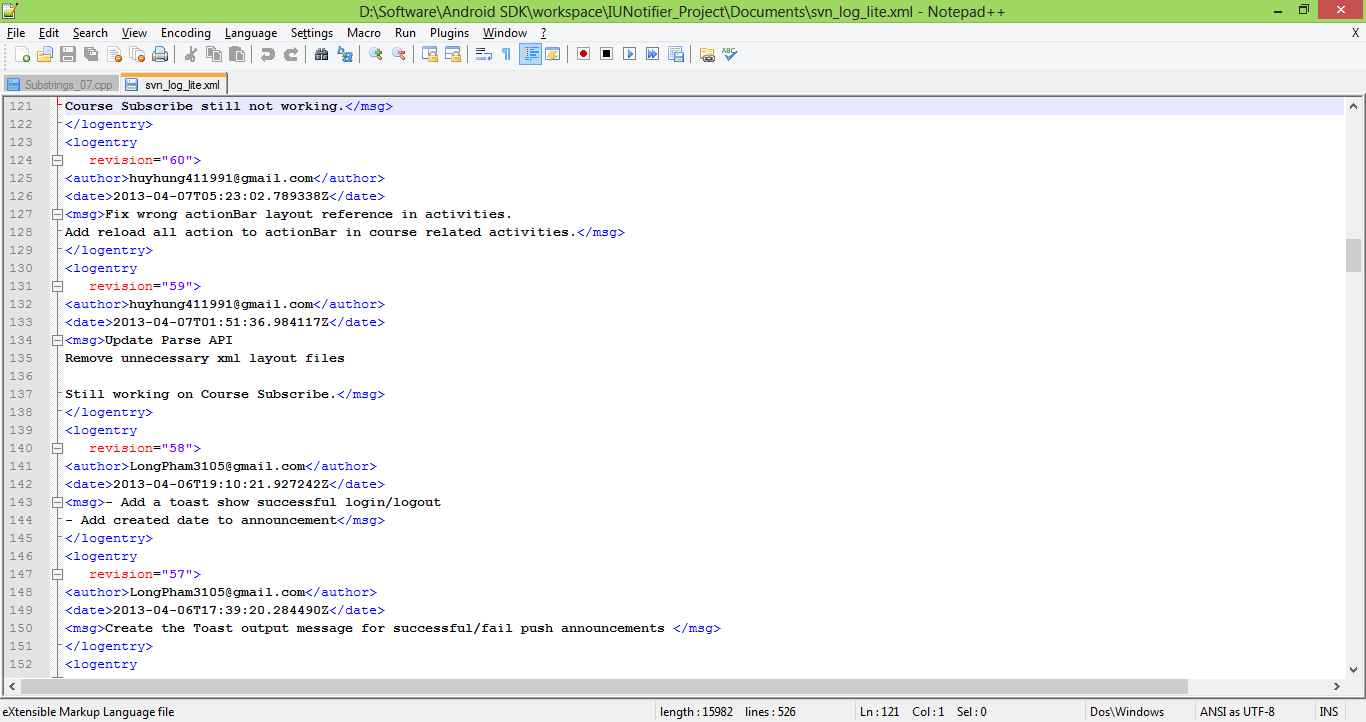 D:\Software\Android SDK\workspace\IUNotifier_Project\Documents\svn_log_lite.xml - Notepad++
File Edit Search View Encoding Language Settings Macro Run Plugins Window ? X
Substrings_07.cpp svn_log_lite.xml
121 Course Subscribe still not working.</msg>
122 </logentry>
123 <logentry
124    revision="60">
125 <author>huyhung411991@gmail.com</author>
126 <date>2013-04-07T05:23:02.789338Z</date>
127 <msg>Fix wrong actionBar layout reference in activities.
128 Add reload all action to actionBar in course related activities.</msg>
129 </logentry>
130 <logentry
131    revision="59">
132 <author>huyhung411991@gmail.com</author>
133 <date>2013-04-07T01:51:36.984117Z</date>
134 <msg>Update Parse API
135 Remove unnecessary xml layout files
136
137 Still working on Course Subscribe.</msg>
138 </logentry>
139 <logentry
140    revision="58">
141 <author>LongPham3105@gmail.com</author>
142 <date>2013-04-06T19:10:21.927242Z</date>
143 <msg>- Add a toast show successful login/logout
144 - Add created date to announcement</msg>
145 </logentry>
146 <logentry
147    revision="57">
148 <author>LongPham3105@gmail.com</author>
149 <date>2013-04-06T17:39:20.284490Z</date>
150 <msg>Create the Toast output message for successful/fail push announcements </msg>
151 </logentry>
152 <logentry
eXtensible Markup Language file length : 15982 lines : 526 Ln : 121 Col : 1 Sel : 0 Dos\Windows ANSI as UTF-8 INS